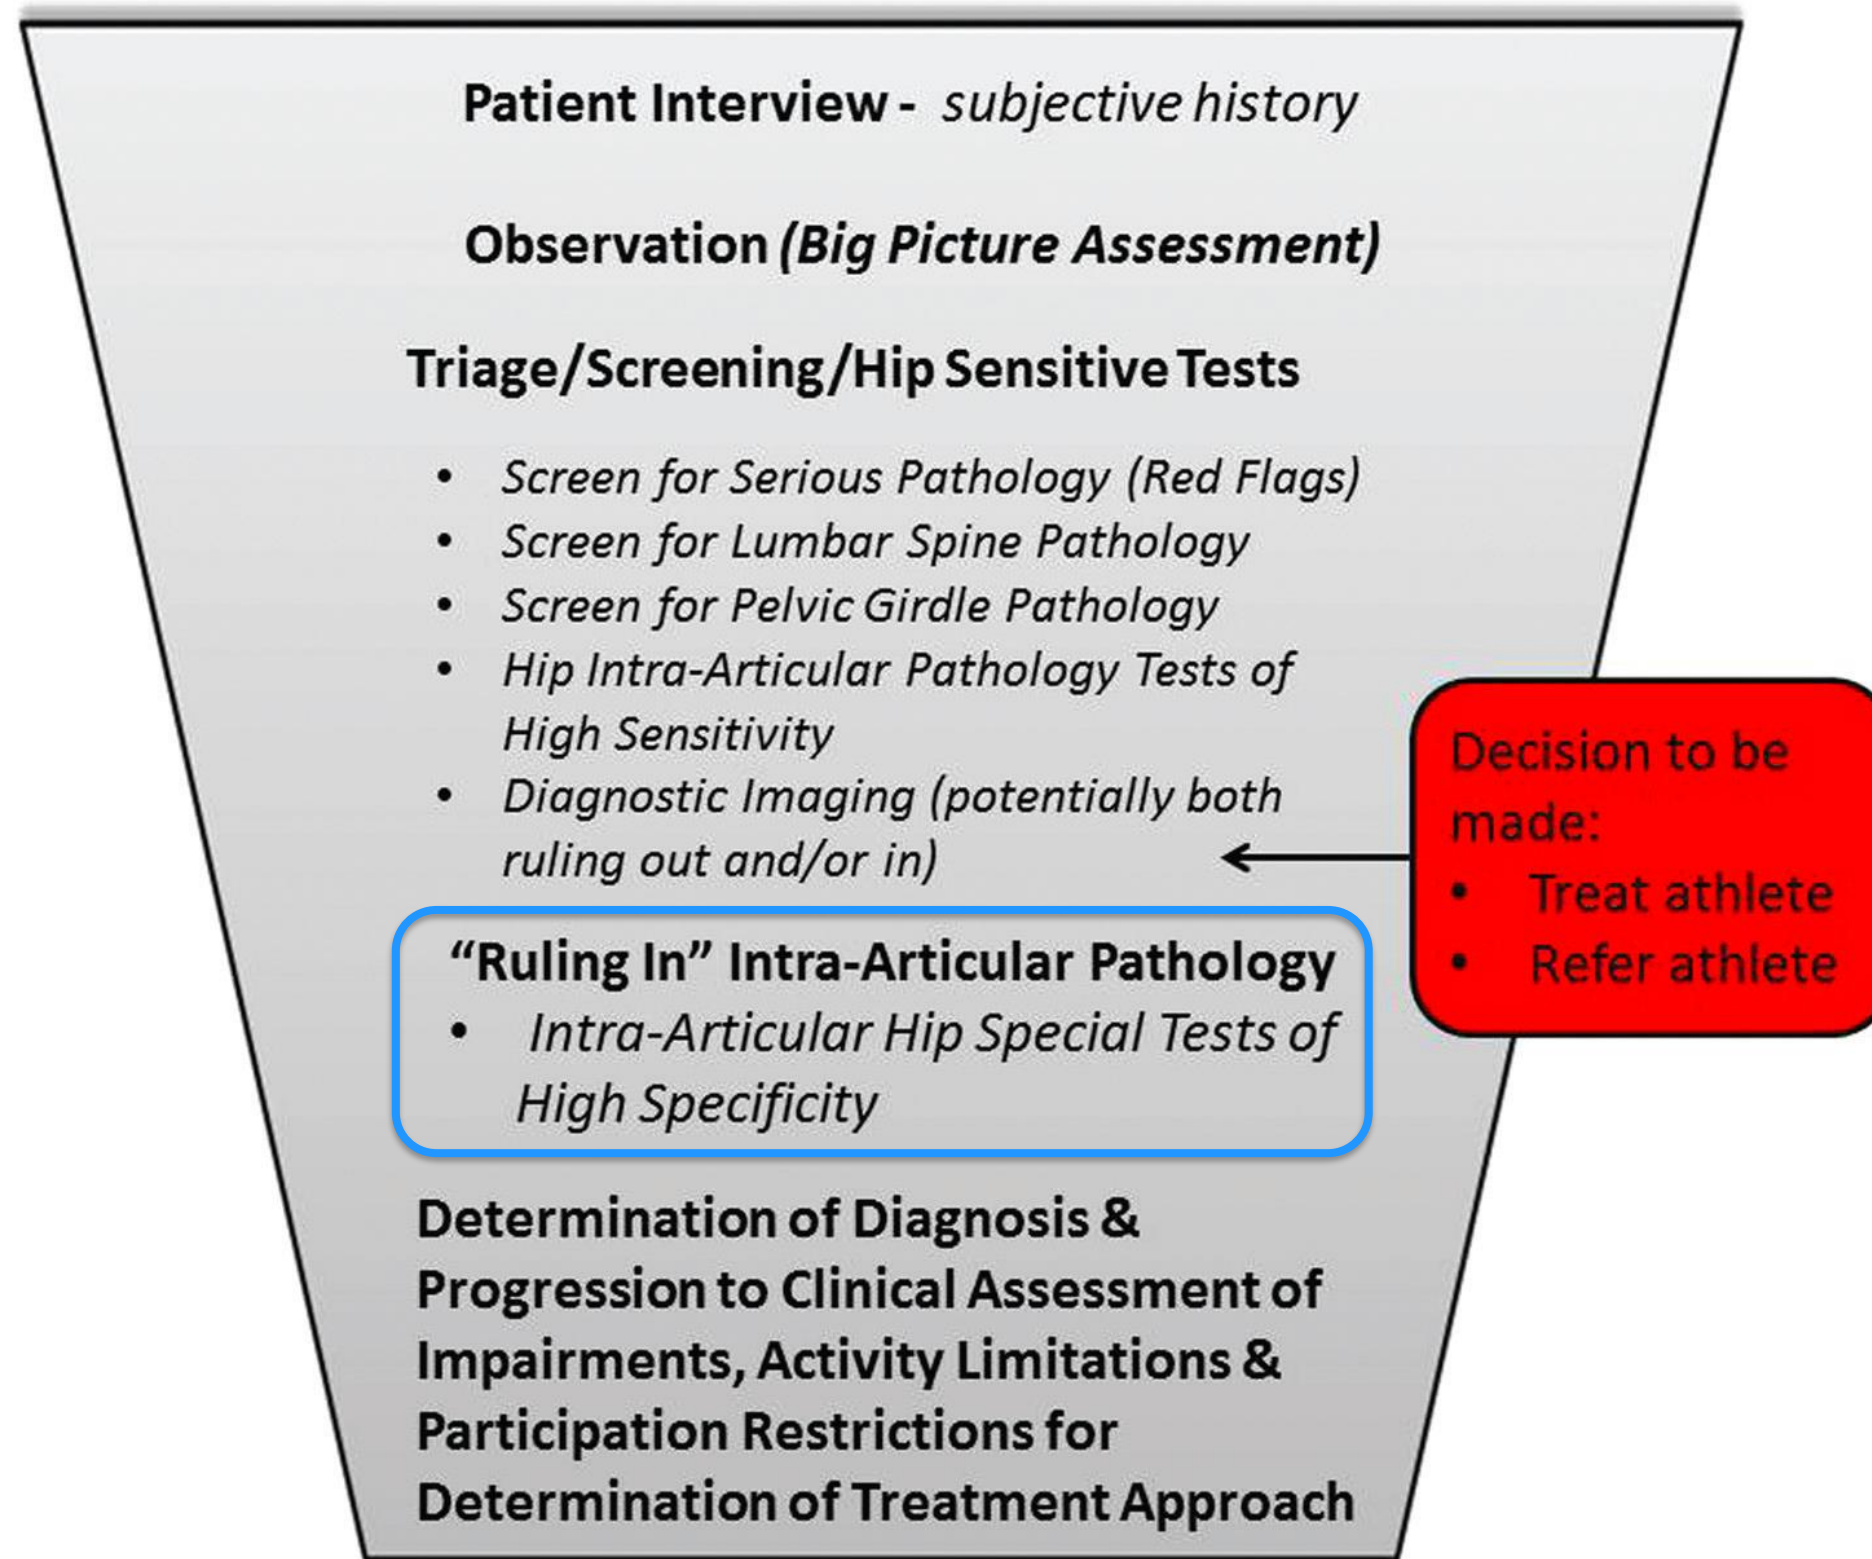 Patient Interview - subjective history
Observation (Big Picture Assessment)
Triage/Screening/Hip Sensitive Tests
• Screen for Serious Pathology (Red Flags)
• Screen for Lumbar Spine Pathology
• Screen for Pelvic Girdle Pathology
• Hip Intra-Articular Pathology Tests of
High Sensitivity
• Diagnostic Imaging (potentially both
ruling out and/or in)
Decision to be
made:
• Treat athlete
• Refer athlete
“Ruling In” Intra-Articular Pathology
• Intra-Articular Hip Special Tests of
High Specificity
Determination of Diagnosis &
Progression to Clinical Assessment of
Impairments, Activity Limitations &
Participation Restrictions for
Determination of Treatment Approach